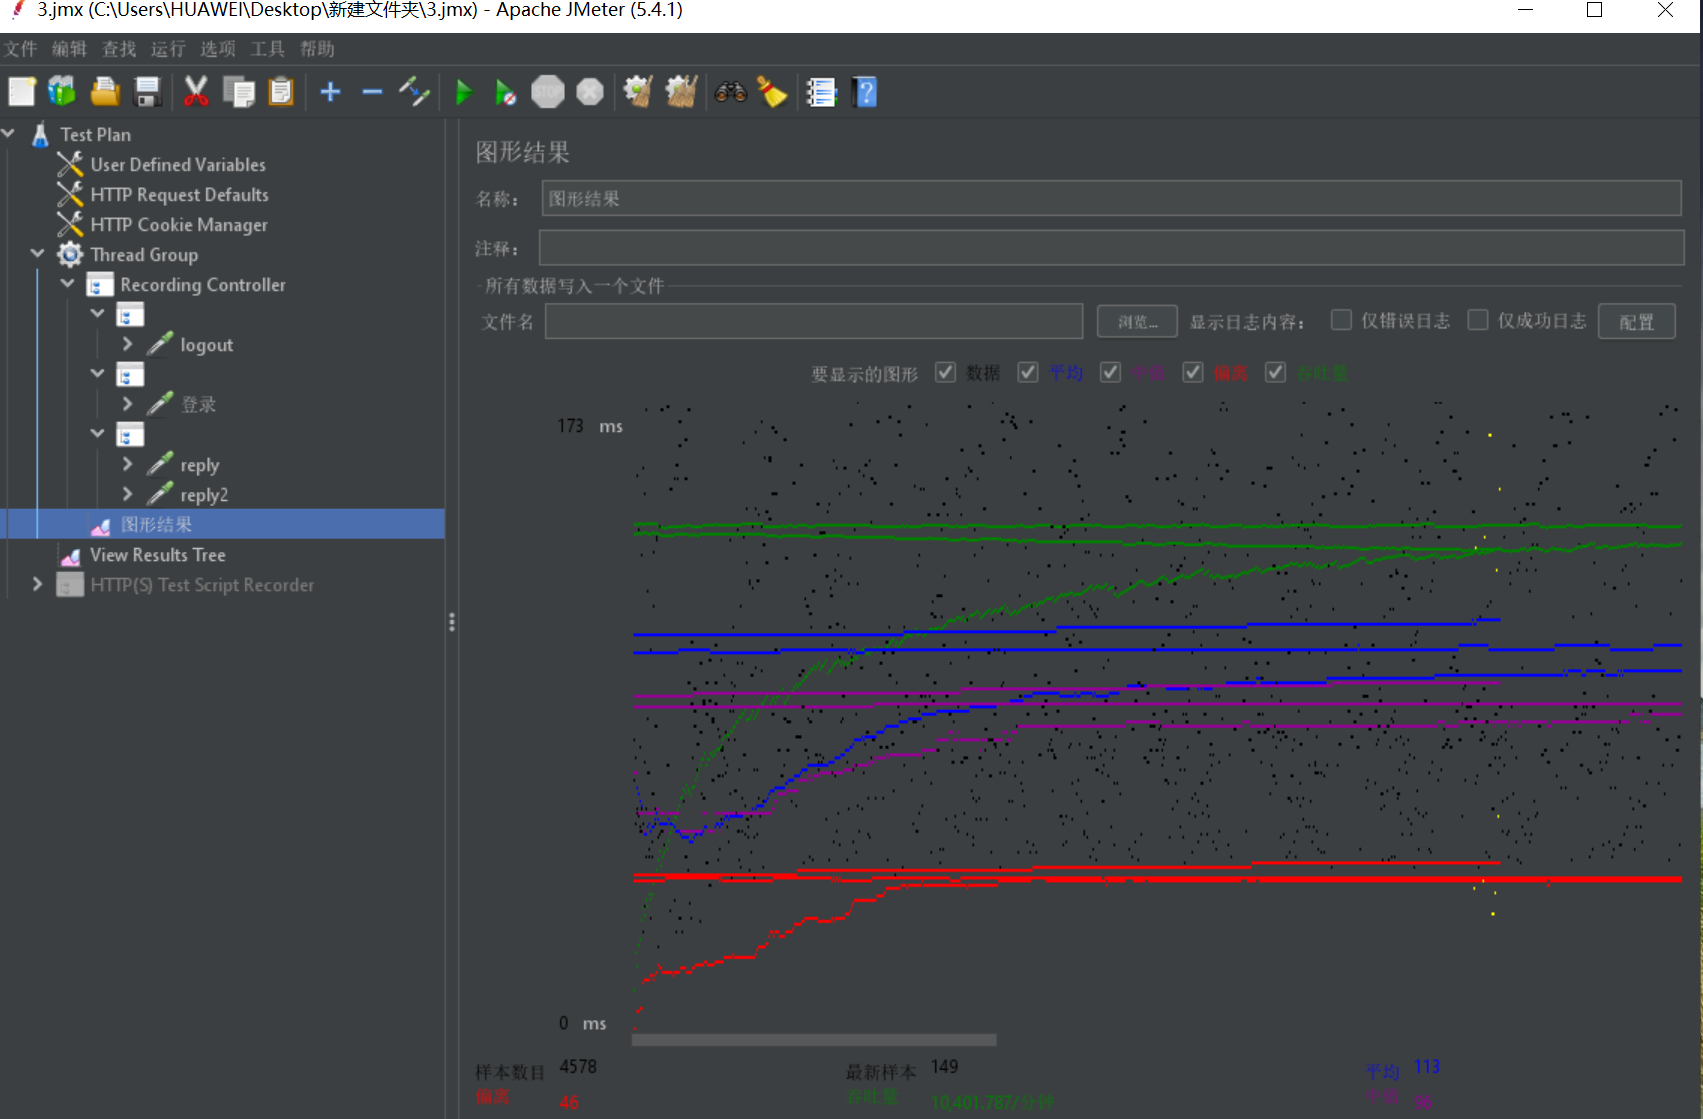 3.jmx (C:\Users\HUAWEI\Desktop\新建文件夹\3.jmx) - Apache JMeter (5.4.1)
文件 编辑 查找 运行 选项 工具 帮助
STOP
Test Plan
User Defined Variables
HTTP Request Defaults
HTTP Cookie Manager
Thread Group
Recording Controller
logout
登录
reply
reply2
图形结果
View Results Tree
HTTP(S) Test Script Recorder
图形结果
名称： 图形结果
注释：
所有数据写入一个文件
文件名 浏览... 显示日志内容： 仅错误日志 仅成功日志 配置
要显示的图形 数据 平均 中值 偏离 吞吐量
173 ms
0 ms
样本数目 4578 最新样本 149 平均 113
偏离 46 吞吐量 10,401.787/分钟 中值